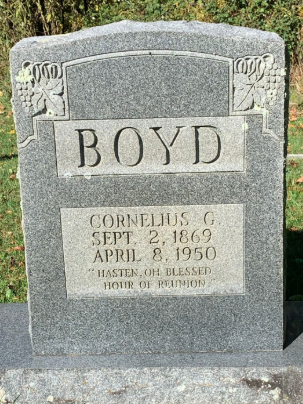 BOYD
CORNELIUS G.
SEPT. 2, 1869
APRIL 8, 1950
"HASTEN, OH BLESSED
HOUR OF REUNION"